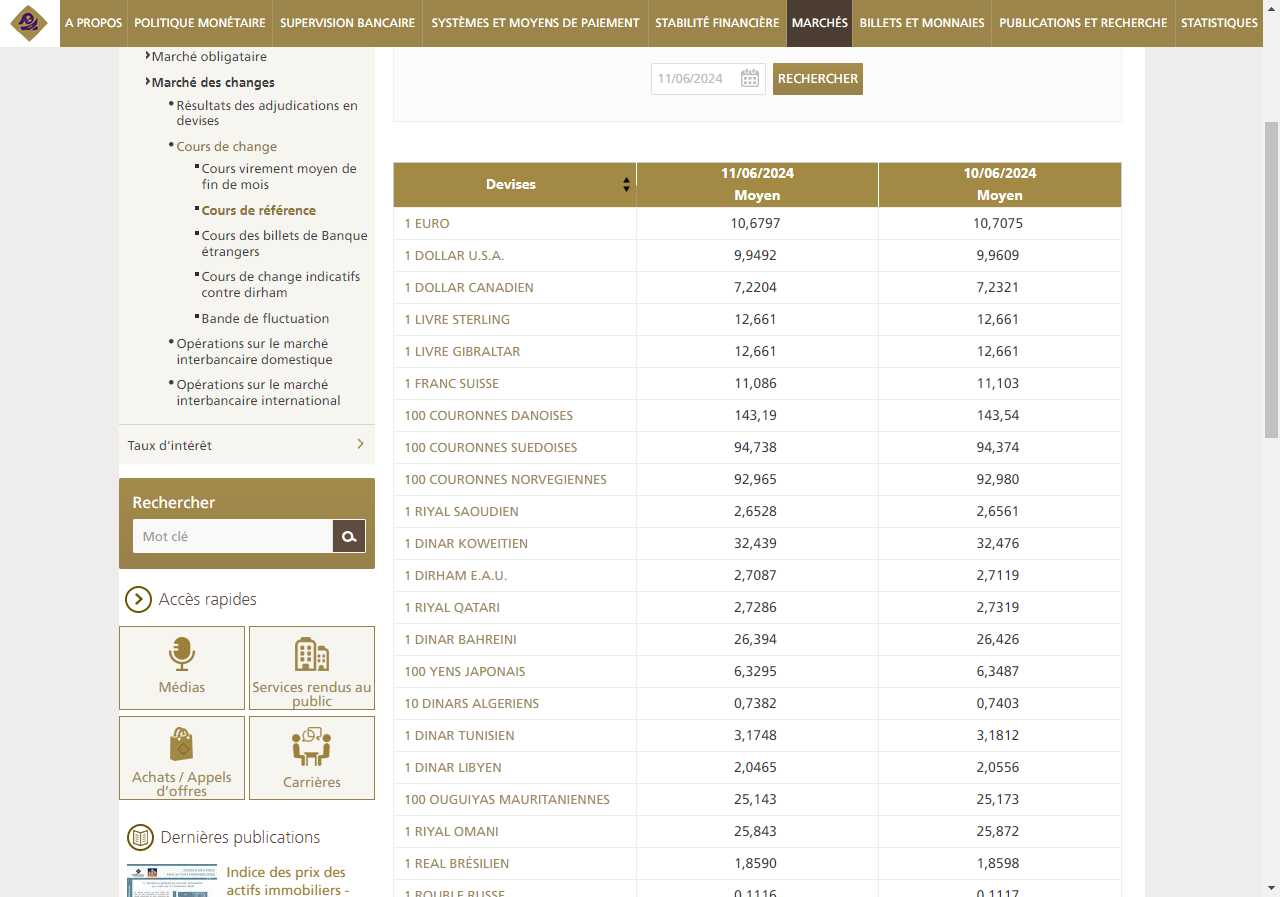 A PROPOS POLITIQUE MONÉTAIRE SUPERVISION BANCAIRE SYSTÈMES ET MOYENS DE PAIEMENT STABILITÉ FINANCIÈRE MARCHÉS BILLETS ET MONNAIES PUBLICATIONS ET RECHERCHE STATISTIQUES
Marché obligataire
Marché des changes
Résultats des adjudications en
devises
Cours de change
Cours virement moyen de
fin de mois
Cours de référence
Cours des billets de Banque
étrangers
Cours de change indicatifs
contre dirham
Bande de fluctuation
Opérations sur le marché
interbancaire domestique
Opérations sur le marché
interbancaire international
Taux d'intérêt
Rechercher
Mot clé
Accès rapides
Médias
Services rendus au
public
Achats / Appels
d'offres
Carrières
Dernières publications
Indice des prix des
actifs immobiliers -
11/06/2024 RECHERCHER
Devises 11/06/2024 Moyen 10/06/2024 Moyen
1 EURO 10,6797 10,7075
1 DOLLAR U.S.A. 9,9492 9,9609
1 DOLLAR CANADIEN 7,2204 7,2321
1 LIVRE STERLING 12,661 12,661
1 LIVRE GIBRALTAR 12,661 12,661
1 FRANC SUISSE 11,086 11,103
100 COURONNES DANOISES 143,19 143,54
100 COURONNES SUEDOISES 94,738 94,374
100 COURONNES NORVEGIENNES 92,965 92,980
1 RIYAL SAOUDIEN 2,6528 2,6561
1 DINAR KOWEITIEN 32,439 32,476
1 DIRHAM E.A.U. 2,7087 2,7119
1 RIYAL QATARI 2,7286 2,7319
1 DINAR BAHREINI 26,394 26,426
100 YENS JAPONAIS 6,3295 6,3487
10 DINARS ALGERIENS 0,7382 0,7403
1 DINAR TUNISIEN 3,1748 3,1812
1 DINAR LIBYEN 2,0465 2,0556
100 OUGUIYAS MAURITANIENNES 25,143 25,173
1 RIYAL OMANI 25,843 25,872
1 REAL BRÉSILIEN 1,8590 1,8598
1 ROUBLE RUSSE 0,1116 0,1117